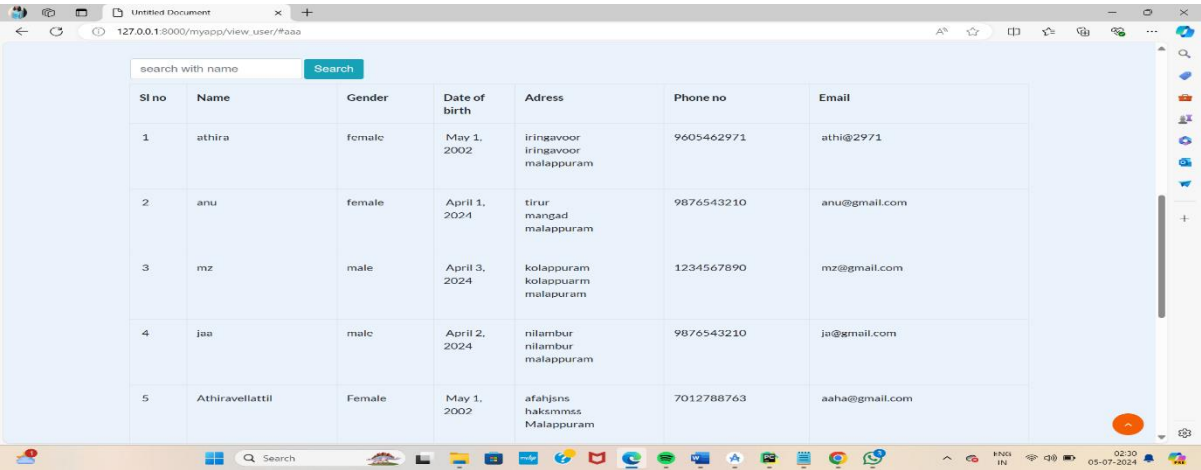 Untitled Document
127.0.0.1:8000/myapp/view_user/#aaa
search with name Search
Sl no Name Gender Date of birth Adress Phone no Email
1 athira female May 1, 2002 iringavoor iringavoor malappuram 9605462971 athi@2971
2 anu female April 1, 2024 tirur mangad malappuram 9876543210 anu@gmail.com
3 mz male April 3, 2024 kolappuram kolappuarm malapuram 1234567890 mz@gmail.com
4 jaa male April 2, 2024 nilambur nilambur malappuram 9876543210 ja@gmail.com
5 Athiravellattil Female May 1, 2002 afahjsns haksmmss Malappuram 7012788763 aaha@gmail.com
Search
ENG
IN
02:30
05-07-2024